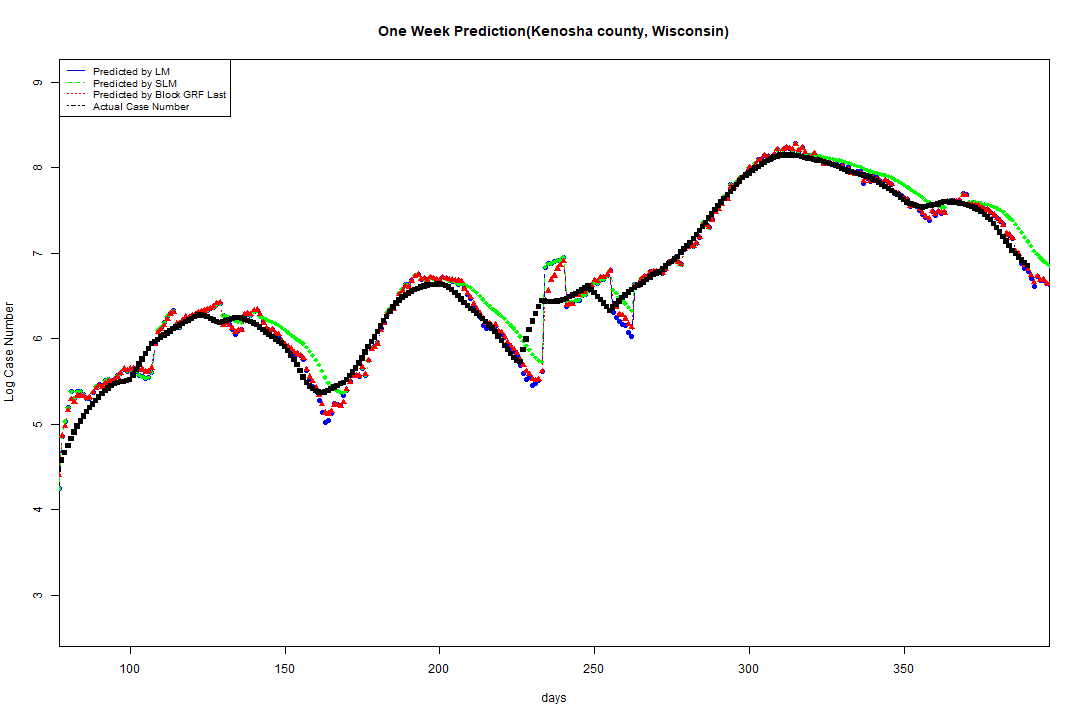 One Week Prediction(Kenosha county, Wisconsin)
Predicted by LM
Predicted by SLM
Predicted by Block GRF Last
Actual Case Number
9
8
7
6
5
4
3
Log Case Number
100 150 200 250 300 350
days